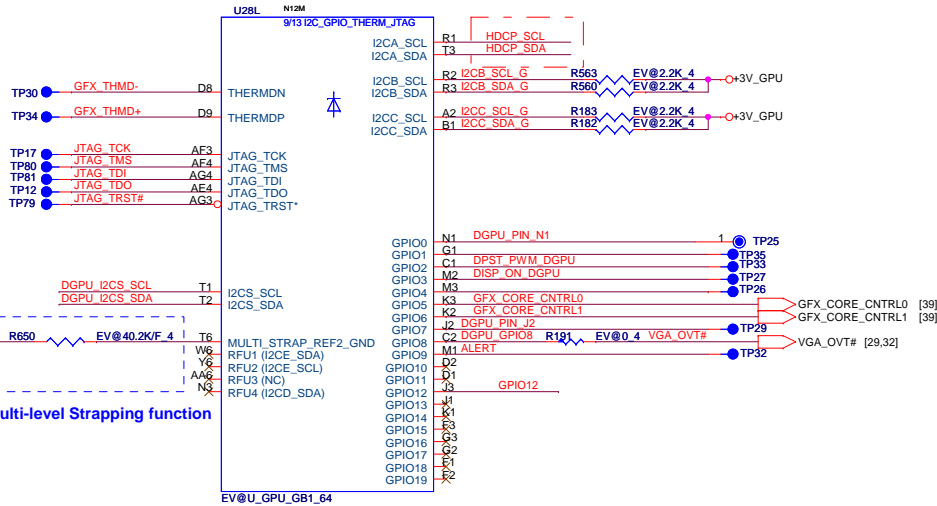 U28L N12M
9/13 I2C_GPIO_THERM_JTAG
I2CA_SCL R1 HDCP_SCL
I2CA_SDA T3 HDCP_SDA
I2CB_SCL R2 I2CB_SCL_G R563 EV@2.2K_4
I2CB_SDA R3 I2CB_SDA_G R560 EV@2.2K_4
+3V_GPU
I2CC_SCL A2 I2CC_SCL_G R183 EV@2.2K_4
I2CC_SDA B1 I2CC_SDA_G R182 EV@2.2K_4
+3V_GPU
TP30 GFX_THMD- D8 THERMDN
TP34 GFX_THMD+ D9 THERMDP
TP17 JTAG_TCK AF3 JTAG_TCK
TP80 JTAG_TMS AF4 JTAG_TMS
TP81 JTAG_TDI AG4 JTAG_TDI
TP12 JTAG_TDO AE4 JTAG_TDO
TP79 JTAG_TRST# AG3 JTAG_TRST*
GPIO0 N1 DGPU_PIN_N1 1 TP25
GPIO1 G1 TP35
GPIO2 C1 DPST_PWM_DGPU TP33
GPIO3 M2 DISP_ON_DGPU TP27
GPIO4 M3 TP26
GPIO5 K3 GFX_CORE_CNTRL0 GFX_CORE_CNTRL0 [39]
GPIO6 K2 GFX_CORE_CNTRL1 GFX_CORE_CNTRL1 [39]
GPIO7 J2 DGPU_PIN_J2 TP29
GPIO8 C2 DGPU_GPIO8 R191 EV@0_4 VGA_OVT# VGA_OVT# [29,32]
GPIO9 M1 ALERT TP32
GPIO10 D2
GPIO11 D1
GPIO12 J3 GPIO12
GPIO13 J1
GPIO14 K1
GPIO15 F3
GPIO16 G3
GPIO17 G2
GPIO18 F1
GPIO19 F2
DGPU_I2CS_SCL T1 I2CS_SCL
DGPU_I2CS_SDA T2 I2CS_SDA
R650 EV@40.2K/F_4 T6 MULTI_STRAP_REF2_GND
W6 RFU1 (I2CE_SDA)
Y6 RFU2 (I2CE_SCL)
AA6 RFU3 (NC)
N3 RFU4 (I2CD_SDA)
ulti-level Strapping function
EV@U_GPU_GB1_64